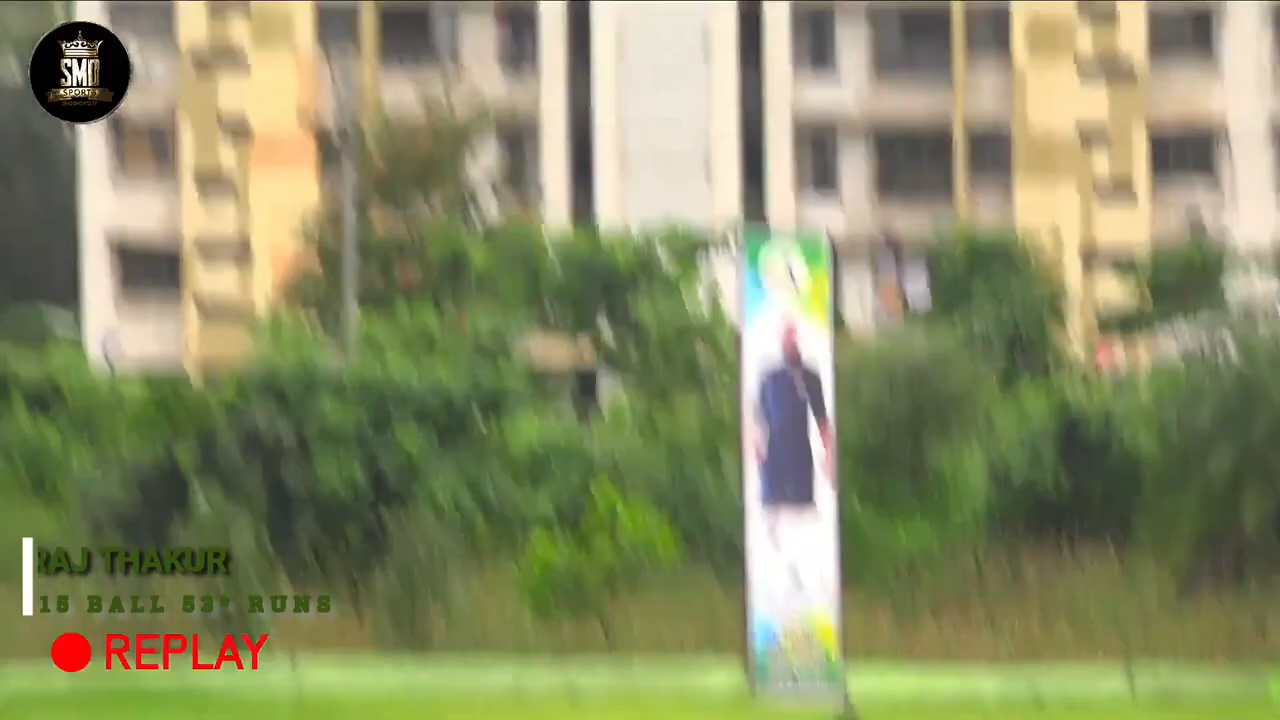 SMD
SPORTS
RAJ THAKUR
15 BALL 53* RUNS
REPLAY